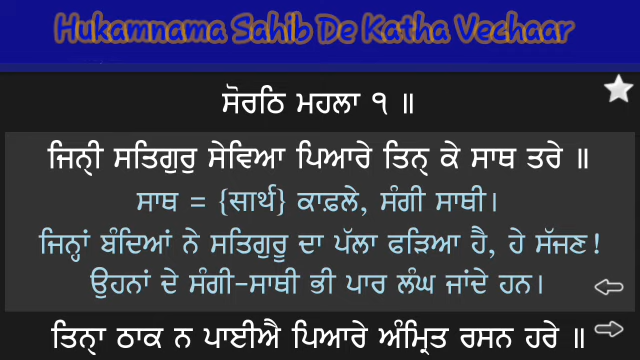 Hukamnama Sahib De Katha Vechaar
ਸੋਰਠਿ ਮਹਲਾ ੧ ॥
ਜਿਨੑੀ ਸਤਿਗੁਰੁ ਸੇਵਿਆ ਪਿਆਰੇ ਤਿਨੑ ਕੇ ਸਾਥ ਤਰੇ ॥
ਸਾਥ = {सार्थ} ਕਾਫ਼ਲੇ, ਸੰਗੀ ਸਾਥੀ।
ਜਿਨ੍ਹਾਂ ਬੰਦਿਆਂ ਨੇ ਸਤਿਗੁਰੂ ਦਾ ਪੱਲਾ ਫੜਿਆ ਹੈ, ਹੇ ਸੱਜਣ!
ਉਹਨਾਂ ਦੇ ਸੰਗੀ-ਸਾਥੀ ਭੀ ਪਾਰ ਲੰਘ ਜਾਂਦੇ ਹਨ।
ਤਿਨੑਾ ਠਾਕ ਨ ਪਾਈਐ ਪਿਆਰੇ ਅੰਮ੍ਰਿਤ ਰਸਨ ਹਰੇ ॥